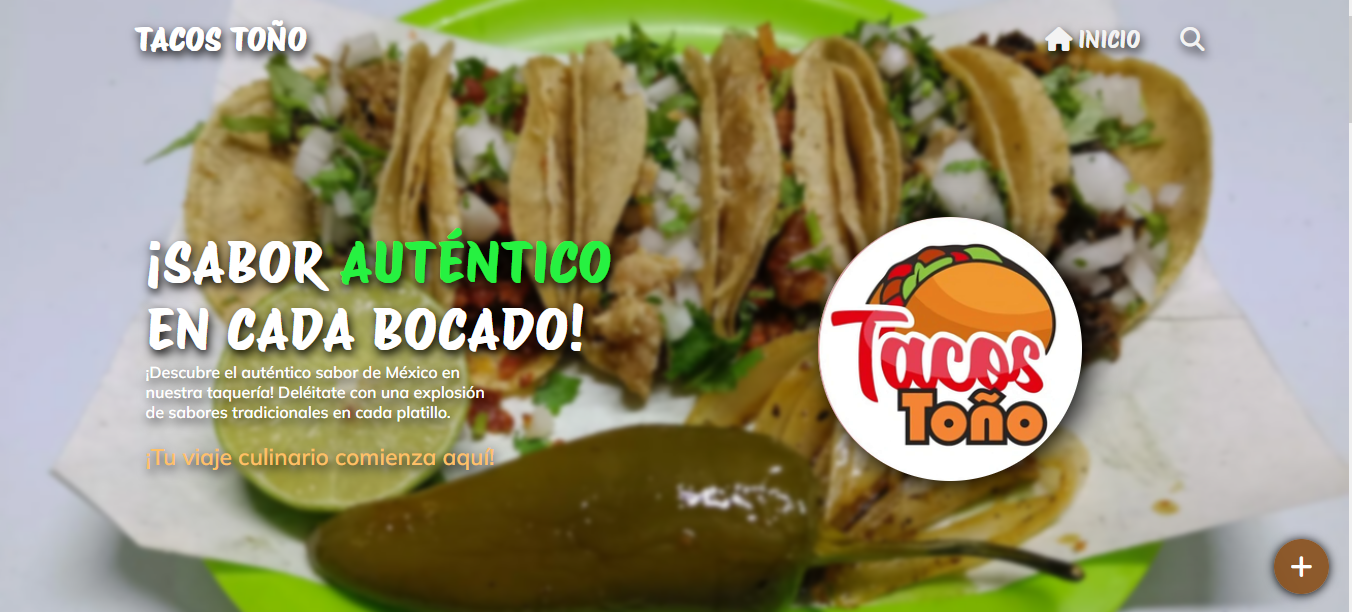 TACOS TOÑO
INICIO
¡SABOR AUTÉNTICO
EN CADA BOCADO!
¡Descubre el auténtico sabor de México en
nuestra taquería! Deléitate con una explosión
de sabores tradicionales en cada platillo.
¡Tu viaje culinario comienza aquí!
Tacos
Toño